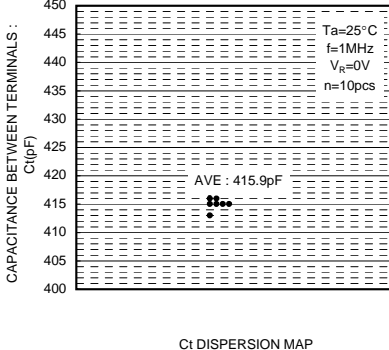 450
445
440
435
430
425
420
415
410
405
400
CAPACITANCE BETWEEN TERMINALS :
Ct(pF)
Ta=25°C
f=1MHz
VR=0V
n=10pcs
AVE : 415.9pF
Ct DISPERSION MAP